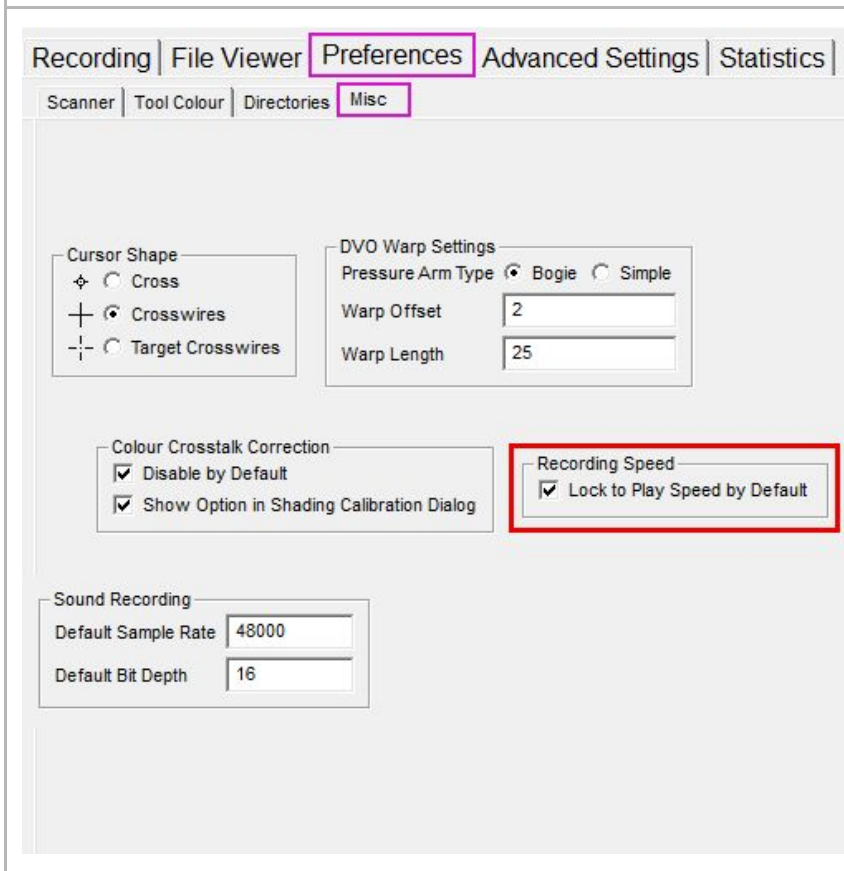 Recording File Viewer Preferences Advanced Settings Statistics
Scanner Tool Colour Directories Misc
Cursor Shape
Cross
Crosswires
Target Crosswires
DVO Warp Settings
Pressure Arm Type Bogie Simple
Warp Offset 2
Warp Length 25
Colour Crosstalk Correction
Disable by Default
Show Option in Shading Calibration Dialog
Recording Speed
Lock to Play Speed by Default
Sound Recording
Default Sample Rate 48000
Default Bit Depth 16